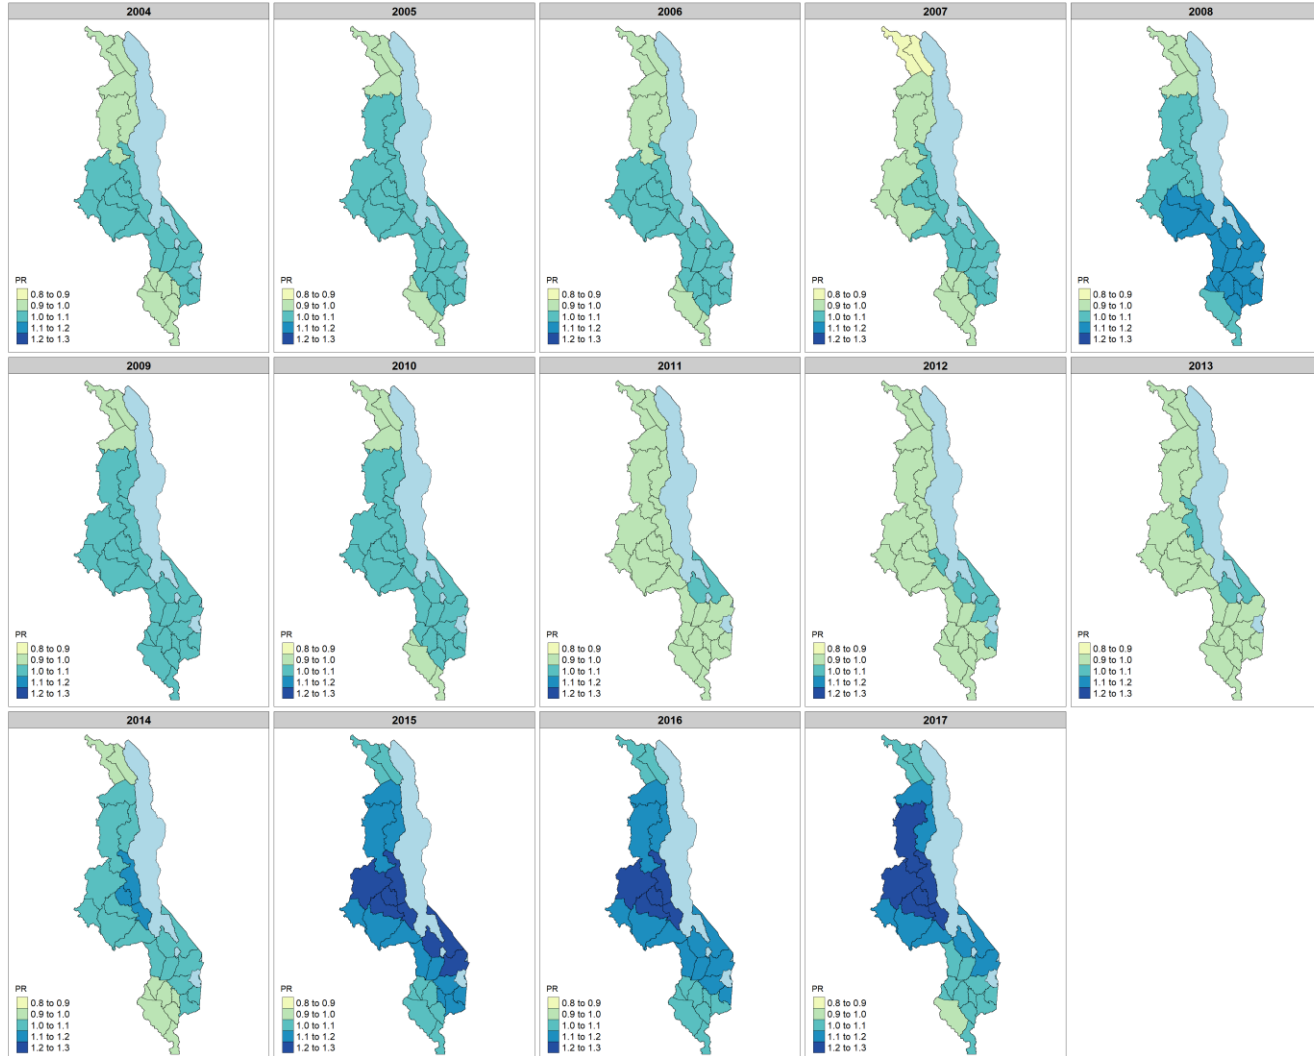 2004
PR
0.8 to 0.9
0.9 to 1.0
1.0 to 1.1
1.1 to 1.2
1.2 to 1.3
2005
PR
0.8 to 0.9
0.9 to 1.0
1.0 to 1.1
1.1 to 1.2
1.2 to 1.3
2006
PR
0.8 to 0.9
0.9 to 1.0
1.0 to 1.1
1.1 to 1.2
1.2 to 1.3
2007
PR
0.8 to 0.9
0.9 to 1.0
1.0 to 1.1
1.1 to 1.2
1.2 to 1.3
2008
PR
0.8 to 0.9
0.9 to 1.0
1.0 to 1.1
1.1 to 1.2
1.2 to 1.3
2009
PR
0.8 to 0.9
0.9 to 1.0
1.0 to 1.1
1.1 to 1.2
1.2 to 1.3
2010
PR
0.8 to 0.9
0.9 to 1.0
1.0 to 1.1
1.1 to 1.2
1.2 to 1.3
2011
PR
0.8 to 0.9
0.9 to 1.0
1.0 to 1.1
1.1 to 1.2
1.2 to 1.3
2012
PR
0.8 to 0.9
0.9 to 1.0
1.0 to 1.1
1.1 to 1.2
1.2 to 1.3
2013
PR
0.8 to 0.9
0.9 to 1.0
1.0 to 1.1
1.1 to 1.2
1.2 to 1.3
2014
PR
0.8 to 0.9
0.9 to 1.0
1.0 to 1.1
1.1 to 1.2
1.2 to 1.3
2015
PR
0.8 to 0.9
0.9 to 1.0
1.0 to 1.1
1.1 to 1.2
1.2 to 1.3
2016
PR
0.8 to 0.9
0.9 to 1.0
1.0 to 1.1
1.1 to 1.2
1.2 to 1.3
2017
PR
0.8 to 0.9
0.9 to 1.0
1.0 to 1.1
1.1 to 1.2
1.2 to 1.3